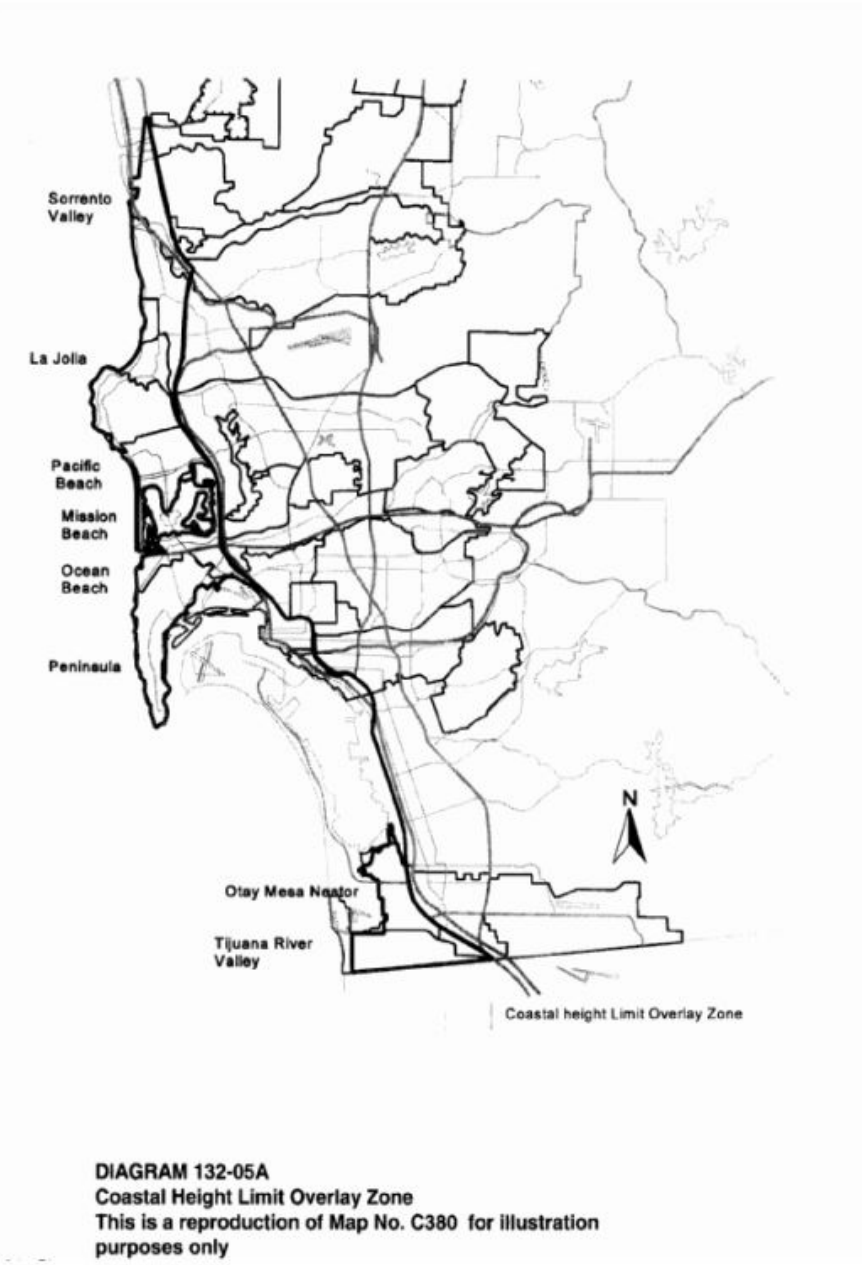 Sorrento
Valley
La Jolla
Pacific
Beach
Mission
Beach
Ocean
Beach
Peninsula
N
Otay Mesa Nestor
Tijuana River
Valley
Coastal height Limit Overlay Zone
DIAGRAM 132-05A
Coastal Height Limit Overlay Zone
This is a reproduction of Map No. C380 for illustration
purposes only